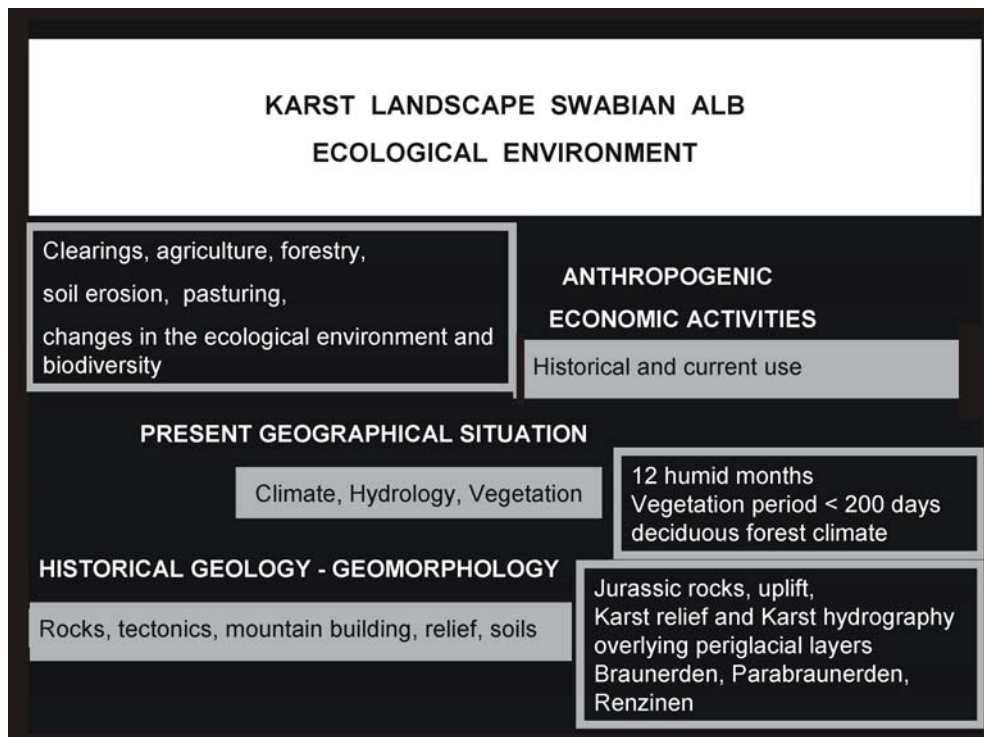 KARST LANDSCAPE SWABIAN ALB
ECOLOGICAL ENVIRONMENT
Clearings, agriculture, forestry,
soil erosion, pasturing,
changes in the ecological environment and
biodiversity
ANTHROPOGENIC
ECONOMIC ACTIVITIES
Historical and current use
PRESENT GEOGRAPHICAL SITUATION
Climate, Hydrology, Vegetation
12 humid months
Vegetation period < 200 days
deciduous forest climate
HISTORICAL GEOLOGY - GEOMORPHOLOGY
Rocks, tectonics, mountain building, relief, soils
Jurassic rocks, uplift,
Karst relief and Karst hydrography
overlying periglacial layers
Braunerden, Parabraunerden,
Renzinen